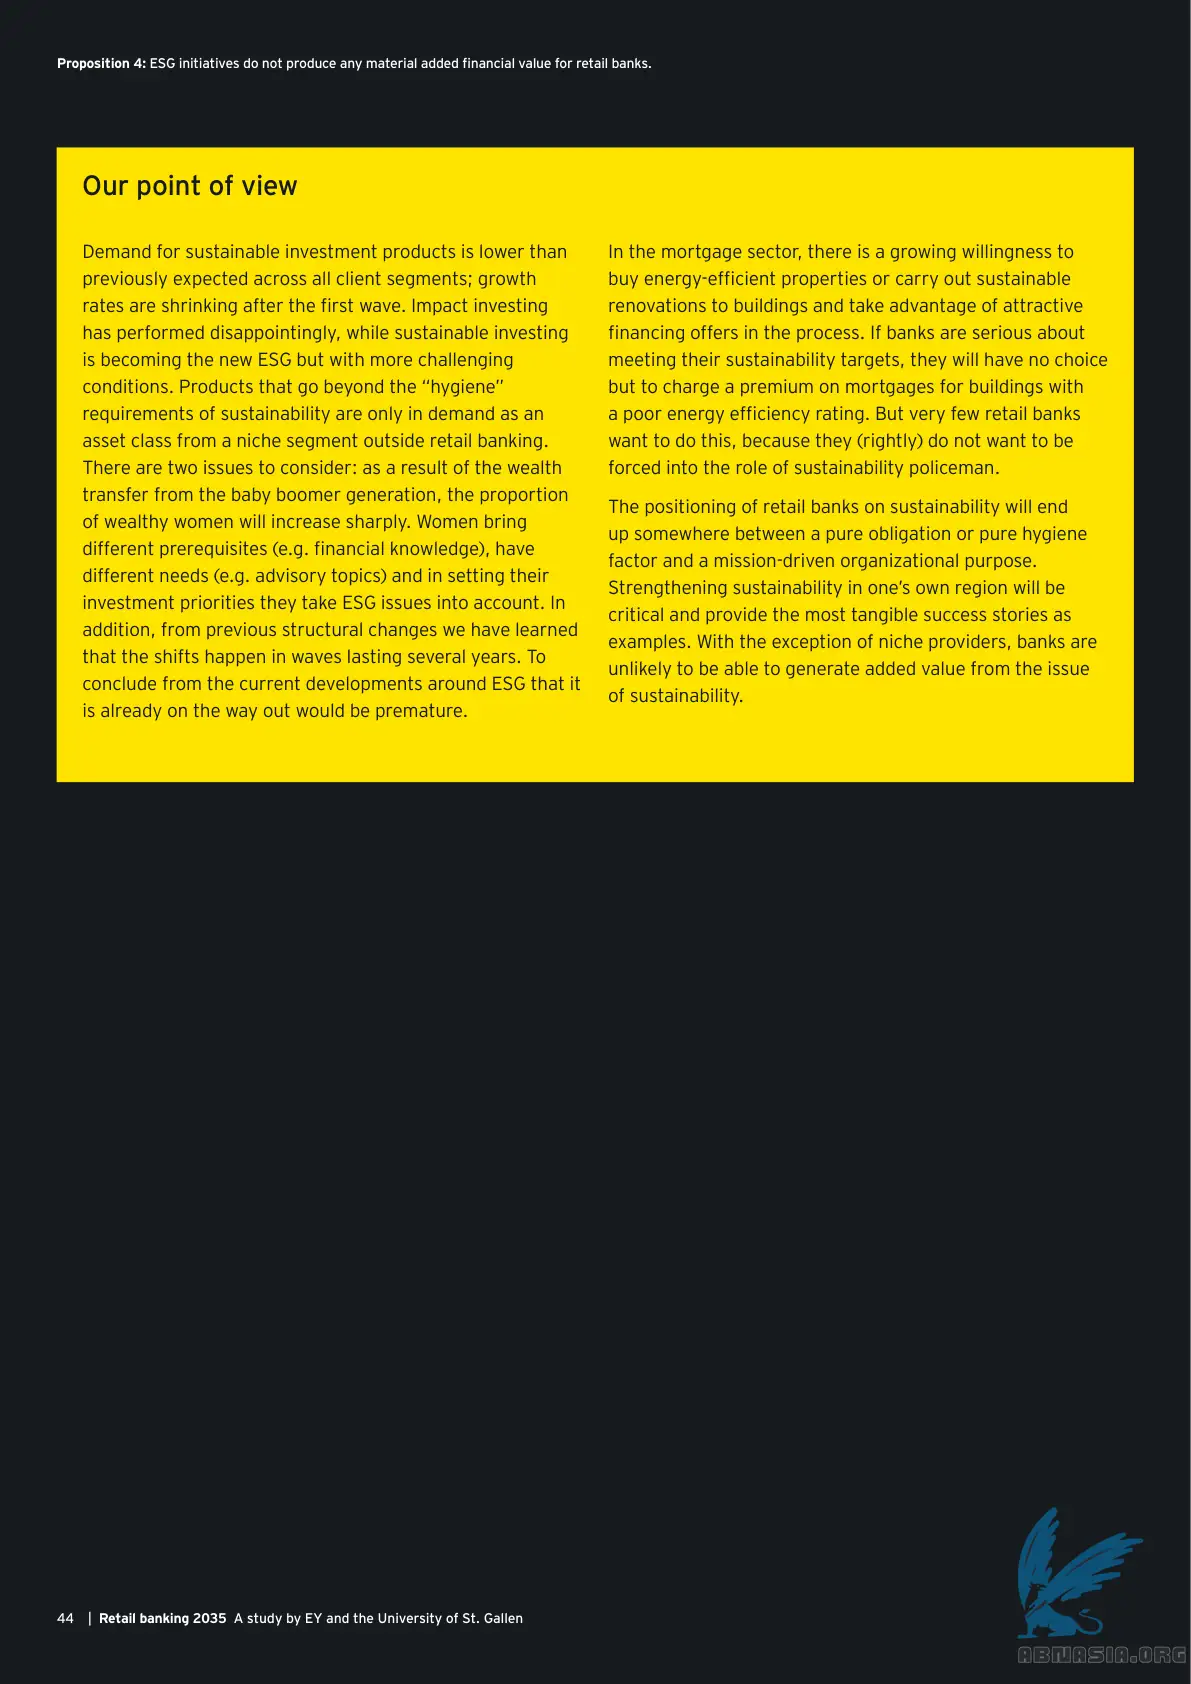 Proposition 4: ESG initiatives do not produce any material added financial value for retail banks.
Our point of view
Demand for sustainable investment products is lower than
previously expected across all client segments; growth
rates are shrinking after the first wave. Impact investing
has performed disappointingly, while sustainable investing
is becoming the new ESG but with more challenging
conditions. Products that go beyond the “hygiene”
requirements of sustainability are only in demand as an
asset class from a niche segment outside retail banking.
There are two issues to consider: as a result of the wealth
transfer from the baby boomer generation, the proportion
of wealthy women will increase sharply. Women bring
different prerequisites (e.g. financial knowledge), have
different needs (e.g. advisory topics) and in setting their
investment priorities they take ESG issues into account. In
addition, from previous structural changes we have learned
that the shifts happen in waves lasting several years. To
conclude from the current developments around ESG that it
is already on the way out would be premature.
In the mortgage sector, there is a growing willingness to
buy energy-efficient properties or carry out sustainable
renovations to buildings and take advantage of attractive
financing offers in the process. If banks are serious about
meeting their sustainability targets, they will have no choice
but to charge a premium on mortgages for buildings with
a poor energy efficiency rating. But very few retail banks
want to do this, because they (rightly) do not want to be
forced into the role of sustainability policeman.
The positioning of retail banks on sustainability will end
up somewhere between a pure obligation or pure hygiene
factor and a mission-driven organizational purpose.
Strengthening sustainability in one’s own region will be
critical and provide the most tangible success stories as
examples. With the exception of niche providers, banks are
unlikely to be able to generate added value from the issue
of sustainability.
44 | Retail banking 2035 A study by EY and the University of St. Gallen
ABNASIA.ORG